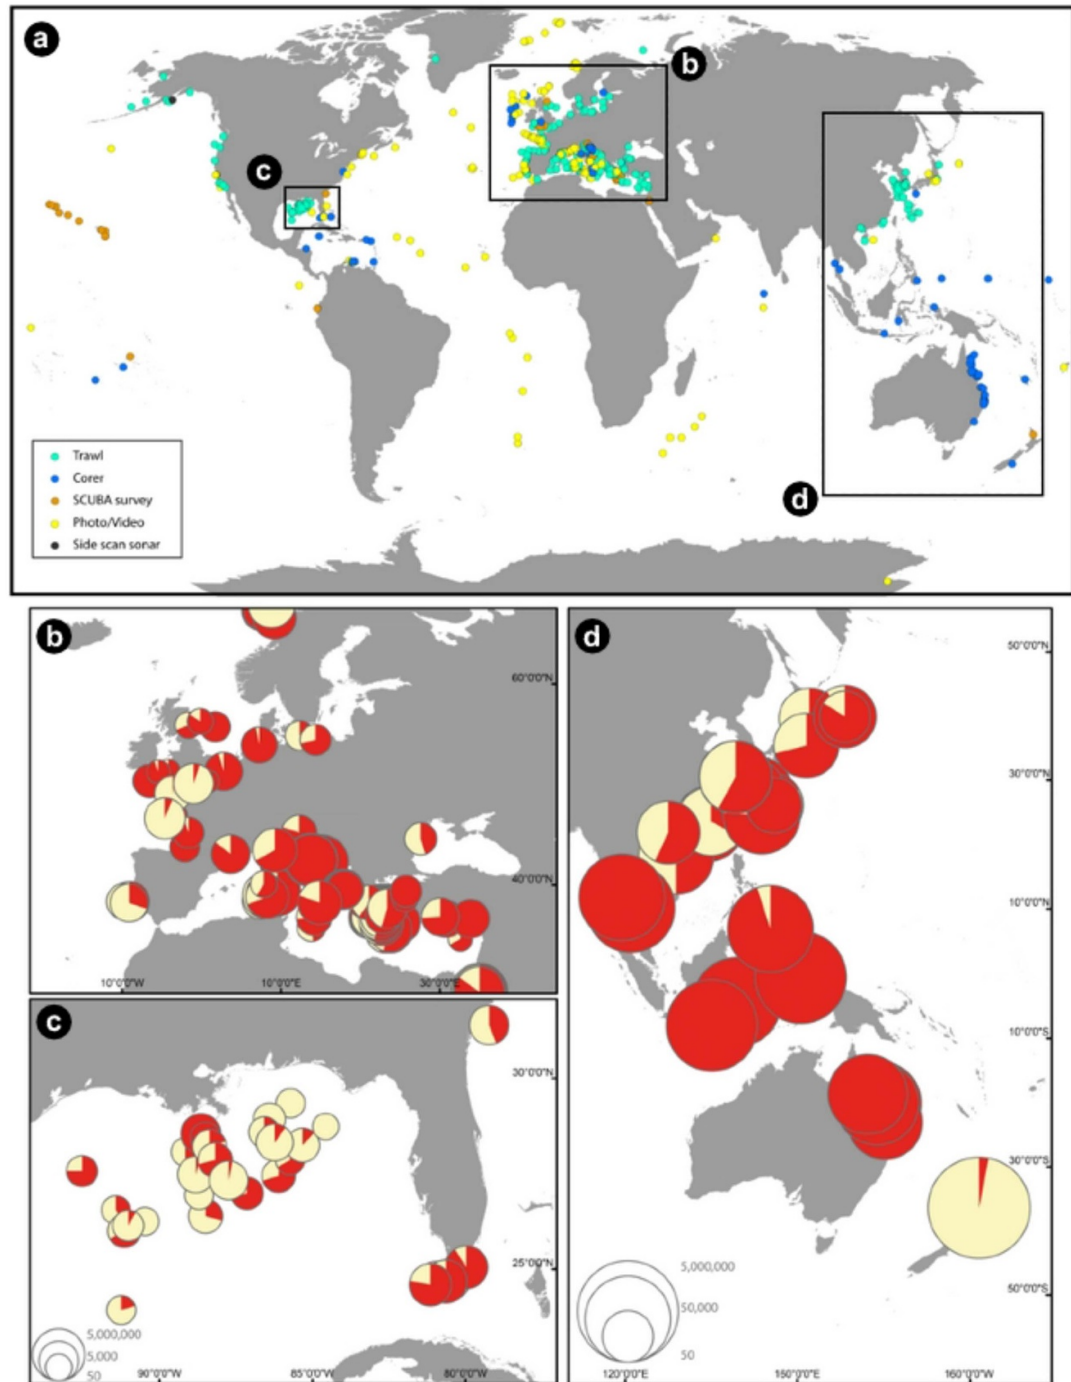 a
b
c
d
Trawl
Corer
SCUBA survey
Photo/Video
Side scan sonar
b
60°0'0"N
40°0'0"N
10°0'0"W
10°0'0"E
30°0'0"E
c
30°0'0"N
25°0'0"N
5,000,000
5,000
50
90°0'0"W
85°0'0"W
80°0'0"W
d
50°0'0"N
30°0'0"N
10°0'0"N
10°0'0"S
30°0'0"S
50°0'0"S
5,000,000
50,000
50
120°0'0"E
150°0'0"E
160°0'0"W